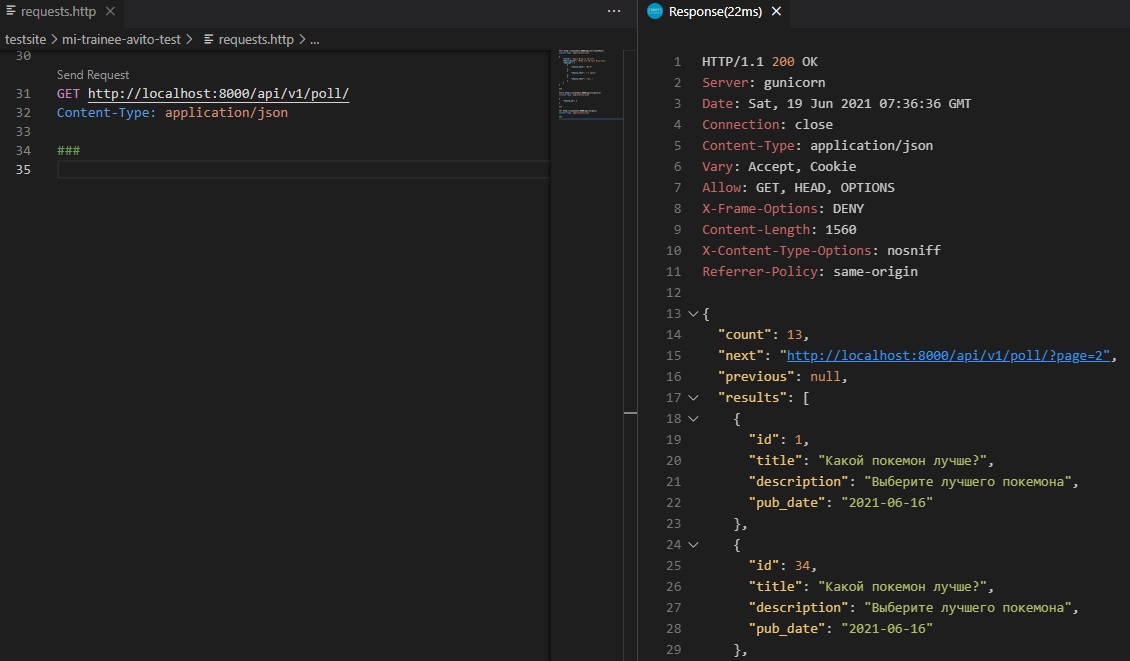 requests.http
testsite > mi-trainee-avito-test > requests.http > ...
30
Send Request
31 GET http://localhost:8000/api/v1/poll/
32 Content-Type: application/json
33
34 ###
35
Response(22ms)
1 HTTP/1.1 200 OK
2 Server: gunicorn
3 Date: Sat, 19 Jun 2021 07:36:36 GMT
4 Connection: close
5 Content-Type: application/json
6 Vary: Accept, Cookie
7 Allow: GET, HEAD, OPTIONS
8 X-Frame-Options: DENY
9 Content-Length: 1560
10 X-Content-Type-Options: nosniff
11 Referrer-Policy: same-origin
12
13 {
14 "count": 13,
15 "next": "http://localhost:8000/api/v1/poll/?page=2",
16 "previous": null,
17 "results": [
18 {
19 "id": 1,
20 "title": "Какой покемон лучше?",
21 "description": "Выберите лучшего покемона",
22 "pub_date": "2021-06-16"
23 },
24 {
25 "id": 34,
26 "title": "Какой покемон лучше?",
27 "description": "Выберите лучшего покемона",
28 "pub_date": "2021-06-16"
29 },